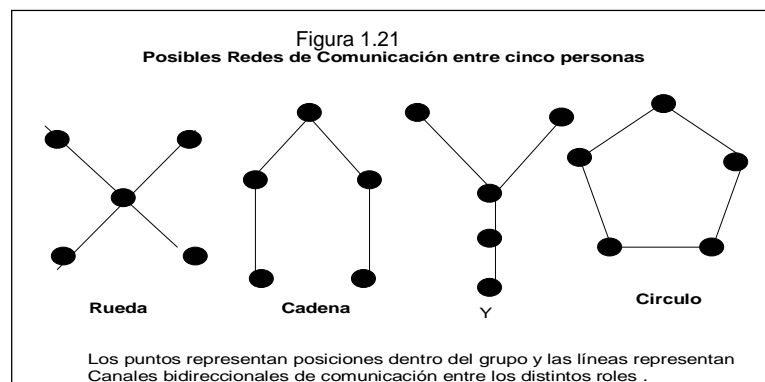 Figura 1.21
Posibles Redes de Comunicación entre cinco personas
Rueda
Cadena
Y
Circulo
Los puntos representan posiciones dentro del grupo y las líneas representan
Canales bidireccionales de comunicación entre los distintos roles .